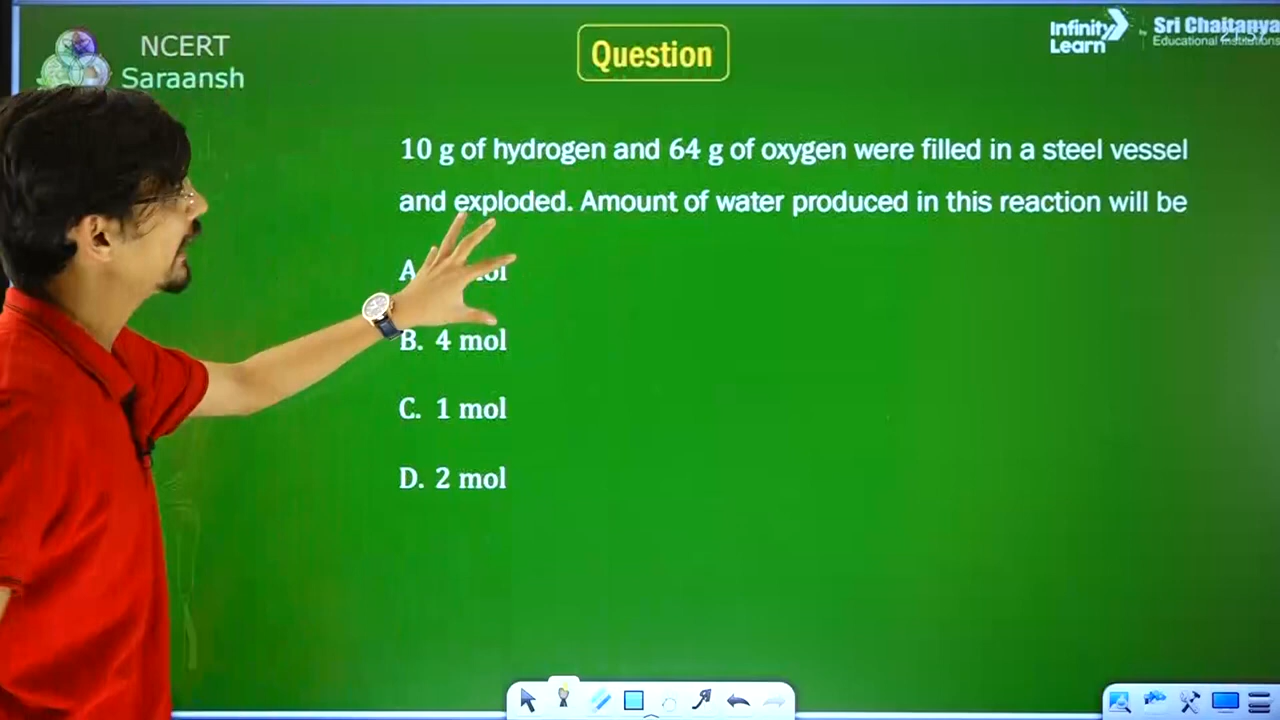 NCERT
Saraansh
Question
Infinity
Learn
by
Sri Chaitanya
Educational Institutions
10 g of hydrogen and 64 g of oxygen were filled in a steel vessel
and exploded. Amount of water produced in this reaction will be
A.
B. 4 mol
C. 1 mol
D. 2 mol